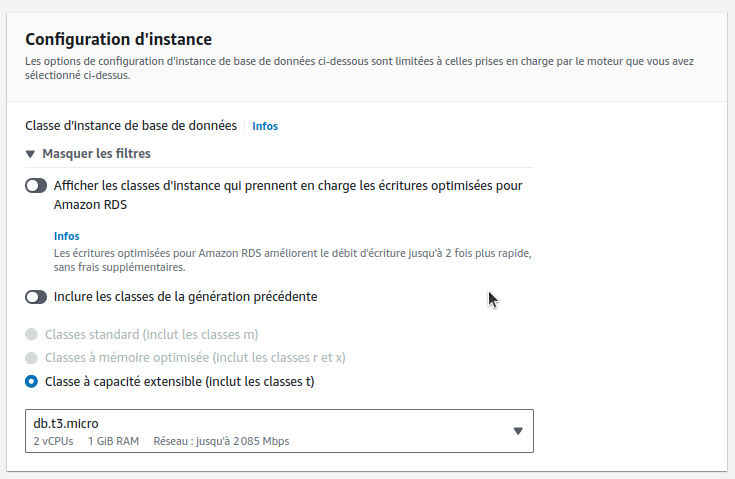 Configuration d'instance
Les options de configuration d'instance de base de données ci-dessous sont limitées à celles prises en charge par le moteur que vous avez
sélectionné ci-dessus.
Classe d'instance de base de données Infos
Masquer les filtres
Afficher les classes d'instance qui prennent en charge les écritures optimisées pour
Amazon RDS
Infos
Les écritures optimisées pour Amazon RDS améliorent le débit d'écriture jusqu'à 2 fois plus rapide,
sans frais supplémentaires.
Inclure les classes de la génération précédente
Classes standard (inclut les classes m)
Classes à mémoire optimisée (inclut les classes r et x)
Classe à capacité extensible (inclut les classes t)
db.t3.micro
2 vCPUs 1 GiB RAM Réseau : jusqu'à 2 085 Mbps